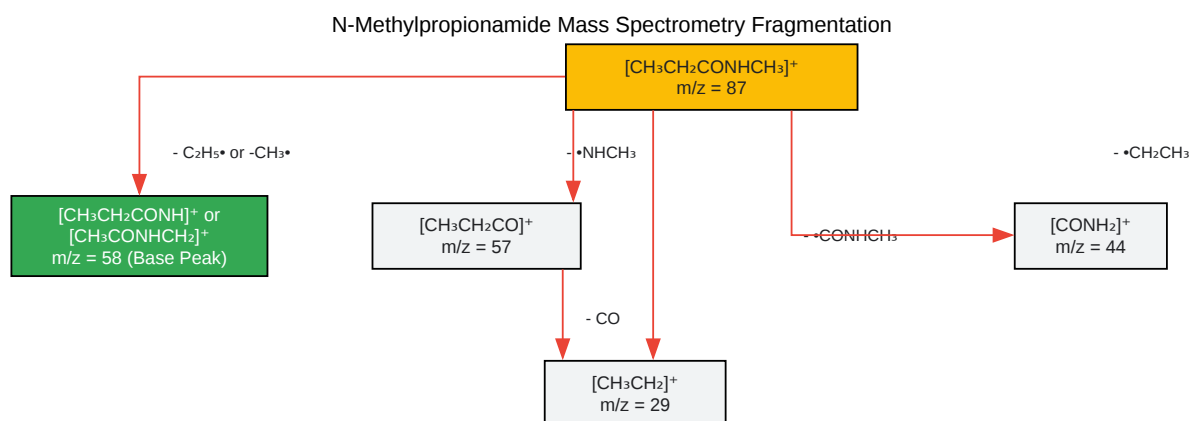 N-Methylpropionamide Mass Spectrometry Fragmentation
[CH₃CH₂CONHCH₃]⁺
m/z = 87
- C₂H₅• or -CH₃•
- •NHCH₃
- •CH₂CH₃
[CH₃CH₂CONH]⁺ or
[CH₃CONHCH₂]⁺
m/z = 58 (Base Peak)
[CH₃CH₂CO]⁺
m/z = 57
- •CONHCH₃
[CONH₂]⁺
m/z = 44
- CO
[CH₃CH₂]⁺
m/z = 29